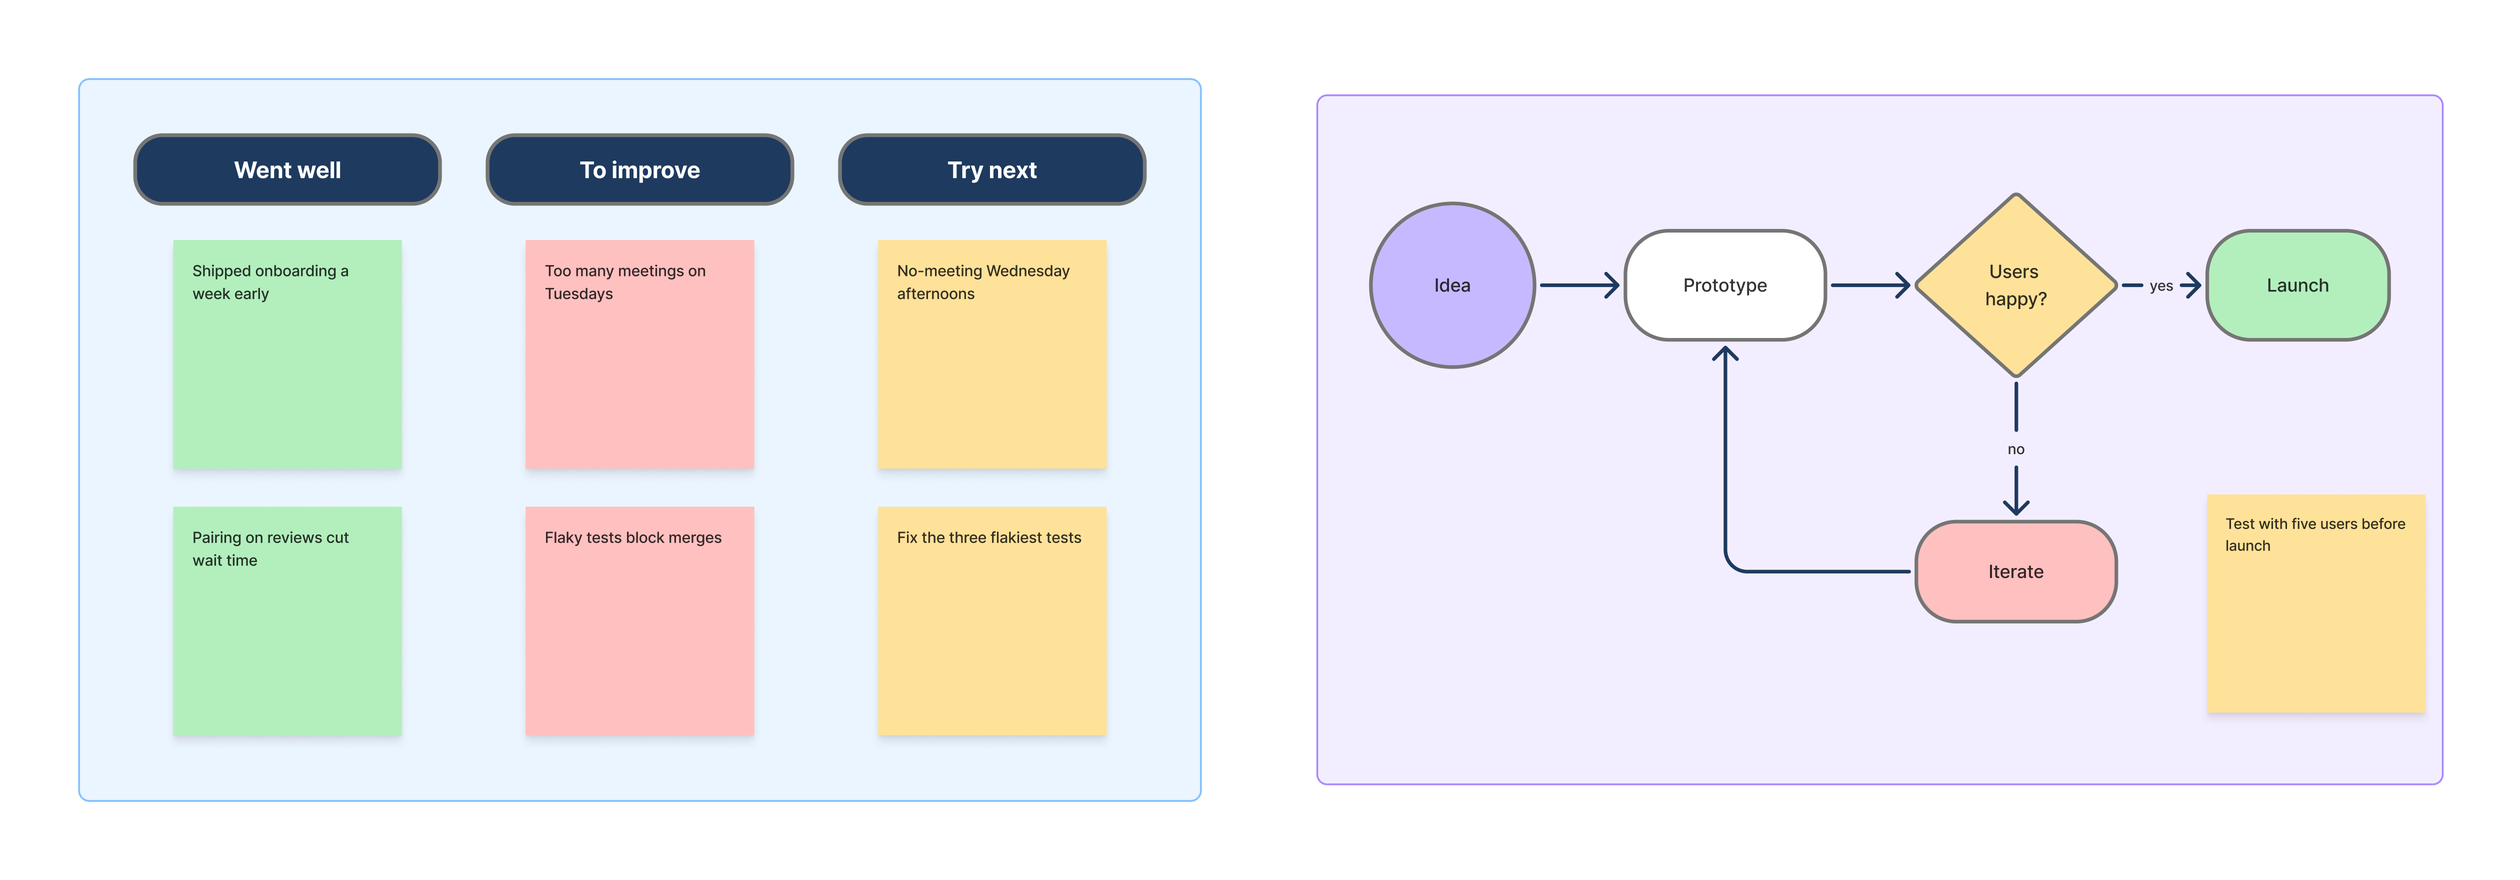 Went well
To improve
Try next
Shipped onboarding a
week early
Too many meetings on
Tuesdays
No-meeting Wednesday
afternoons
Pairing on reviews cut
wait time
Flaky tests block merges
Fix the three flakiest tests
Idea
Prototype
Users
happy?
yes
Launch
no
Iterate
Test with five users before
launch